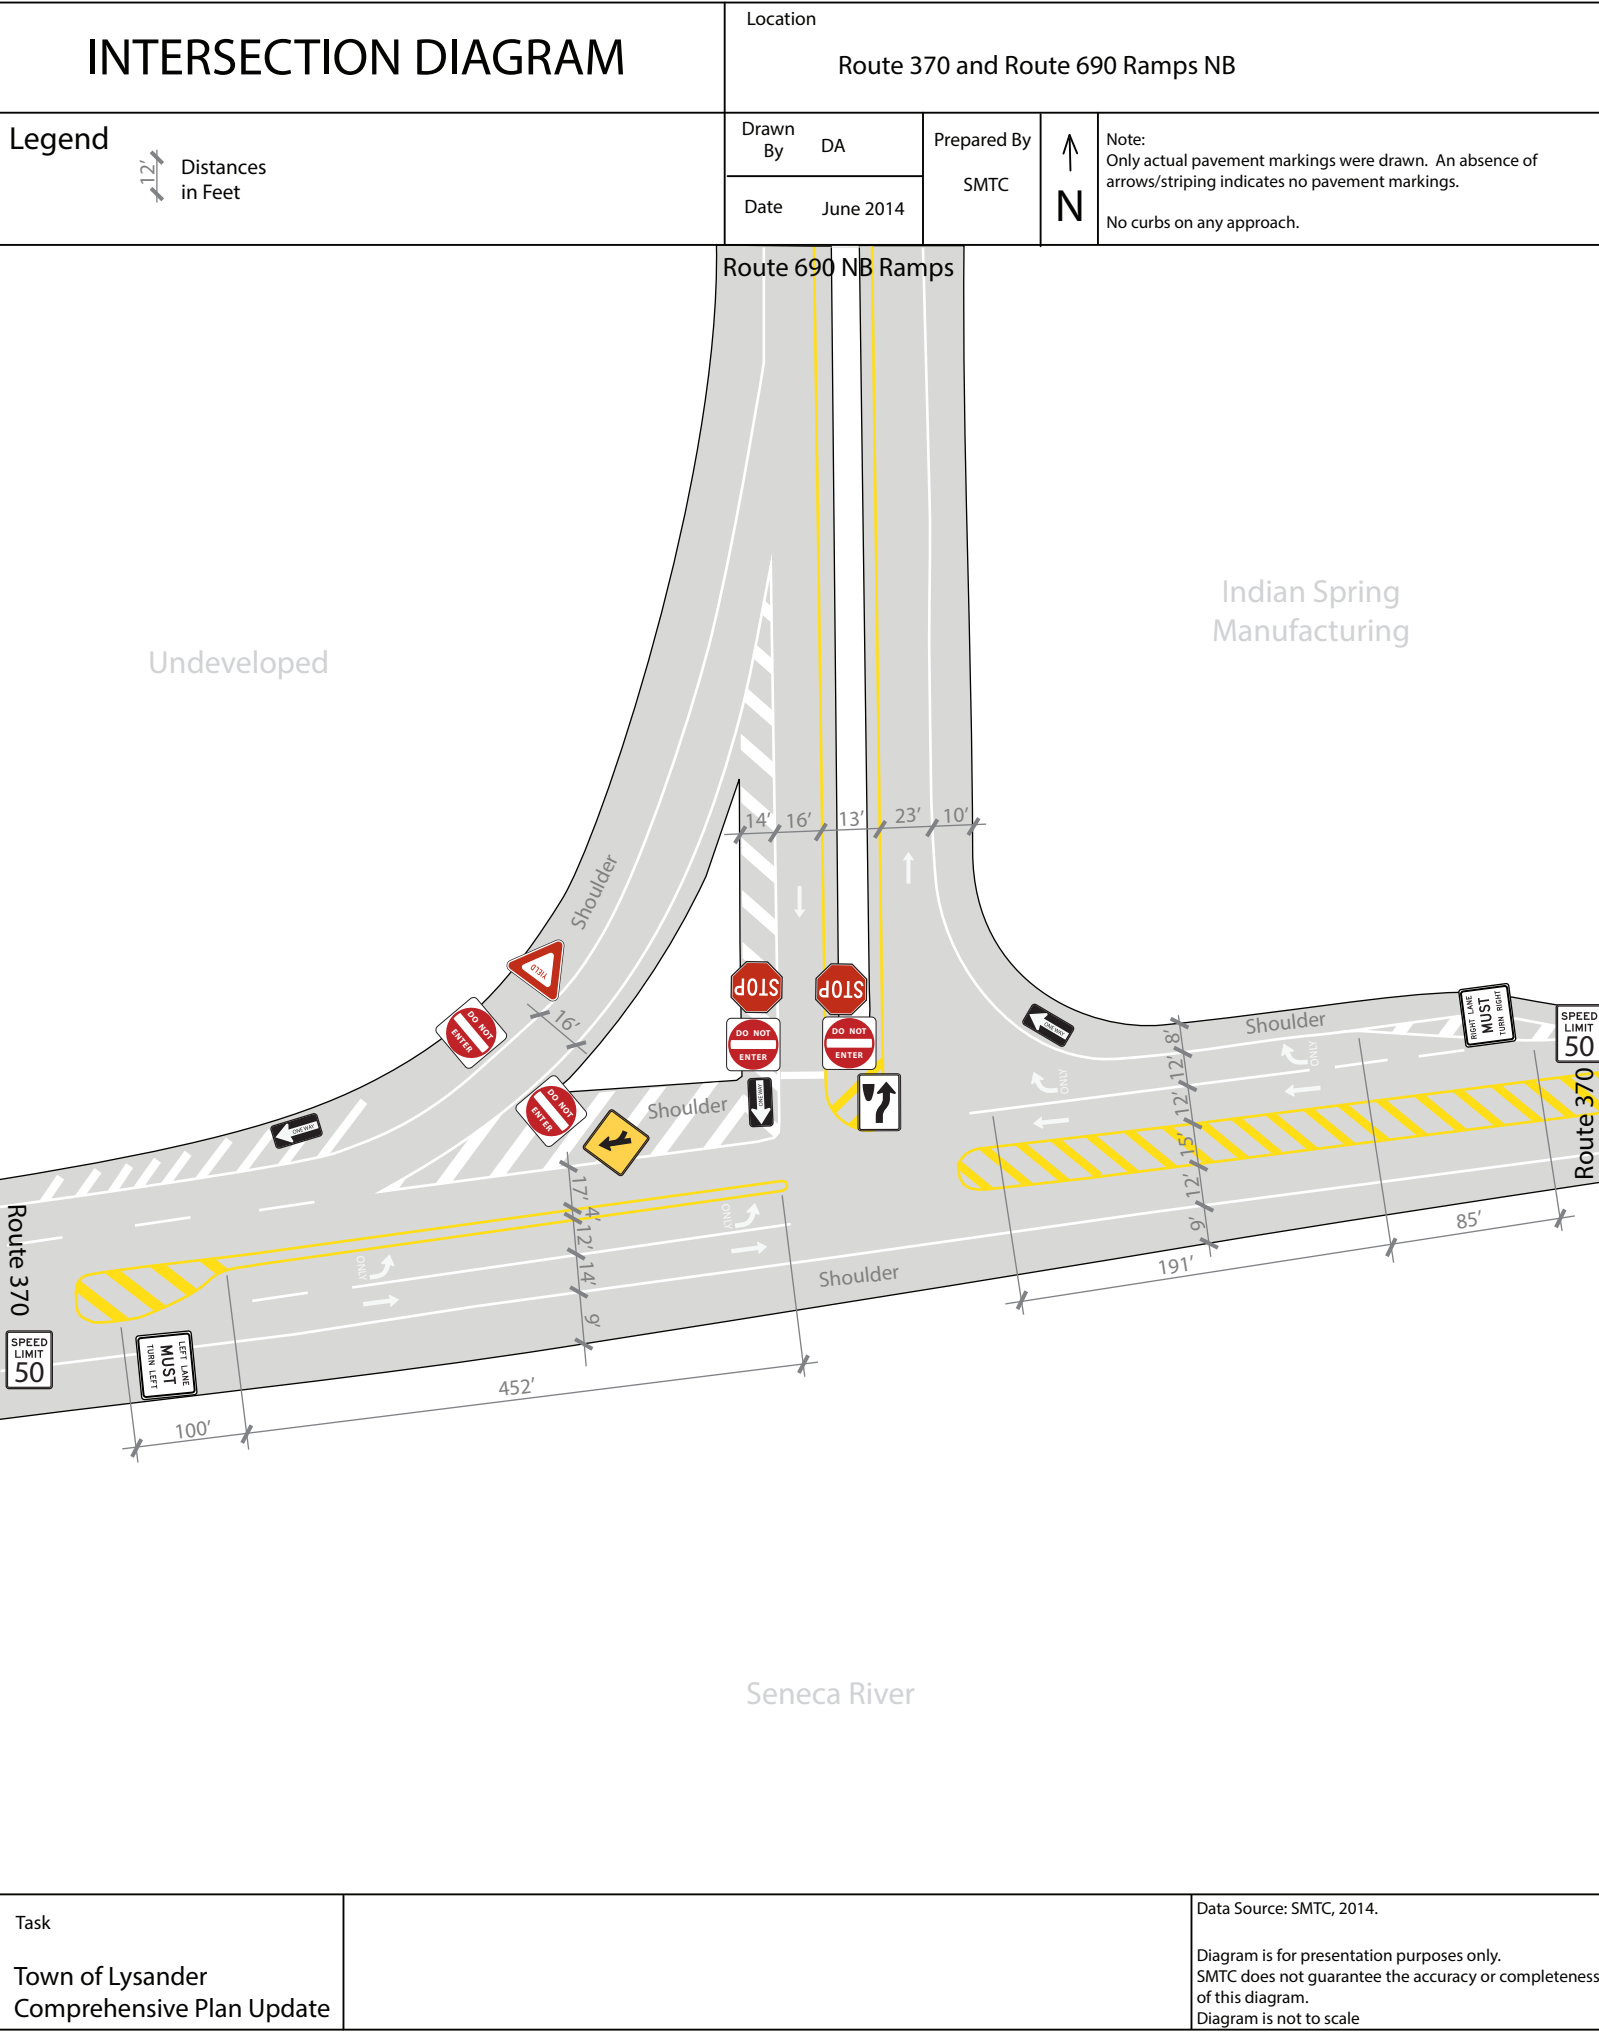 INTERSECTION DIAGRAM
Location
Route 370 and Route 690 Ramps NB
Legend
12'
Distances
in Feet
Drawn
By
DA
Date
June 2014
Prepared By
SMTC
N
Note:
Only actual pavement markings were drawn. An absence of
arrows/striping indicates no pavement markings.
No curbs on any approach.
Route 690 NB Ramps
Indian Spring
Manufacturing
Undeveloped
14'
16'
13'
23'
10'
Shoulder
YIELD
STOP
STOP
DO NOT
ENTER
16'
DO NOT
ENTER
DO NOT
ENTER
ONE WAY
Shoulder
8'
RIGHT LANE
MUST
TURN RIGHT
SPEED
LIMIT
50
ONLY
ONLY
12'
12'
15'
12'
9'
Route 370
ONE WAY
DO NOT
ENTER
Shoulder
ONE WAY
17'
4'
12'
14'
9'
ONLY
ONLY
Route 370
Shoulder
85'
191'
SPEED
LIMIT
50
LEFT LANE
MUST
TURN LEFT
452'
100'
Seneca River
Task
Town of Lysander
Comprehensive Plan Update
Data Source: SMTC, 2014.
Diagram is for presentation purposes only.
SMTC does not guarantee the accuracy or completeness
of this diagram.
Diagram is not to scale